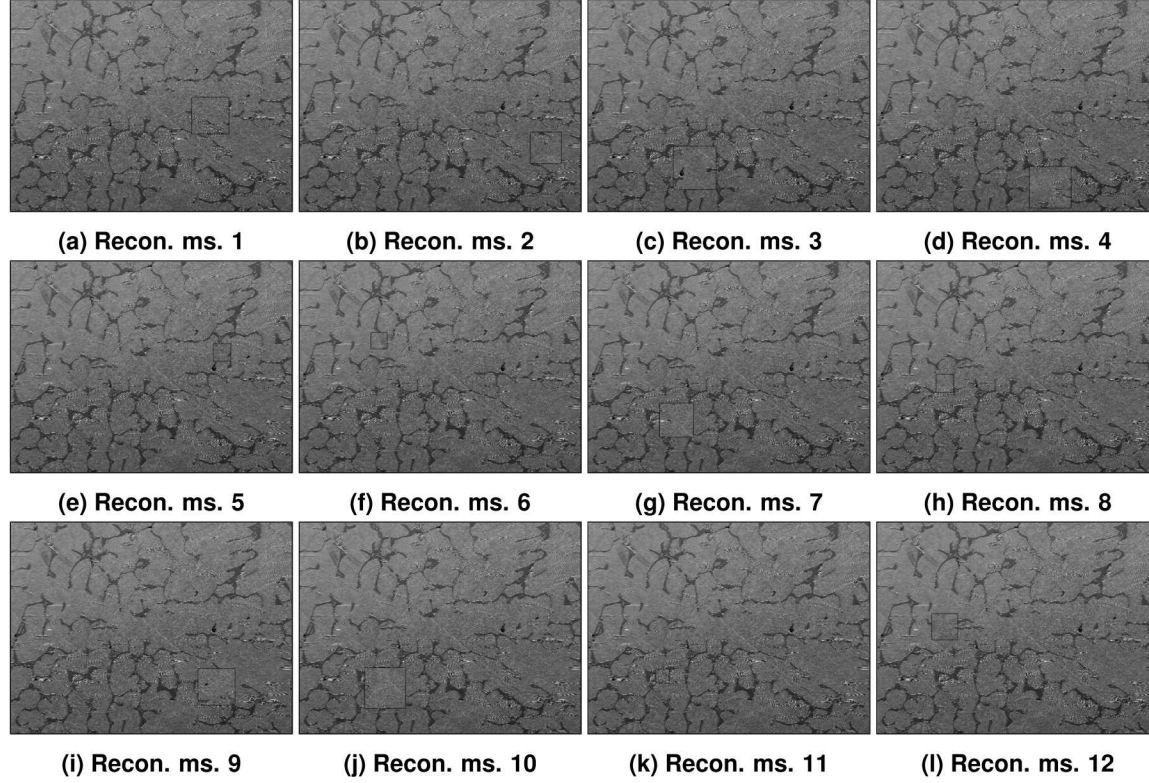 (a) Recon. ms. 1 (b) Recon. ms. 2 (c) Recon. ms. 3 (d) Recon. ms. 4
(e) Recon. ms. 5 (f) Recon. ms. 6 (g) Recon. ms. 7 (h) Recon. ms. 8
(i) Recon. ms. 9 (j) Recon. ms. 10 (k) Recon. ms. 11 (l) Recon. ms. 12